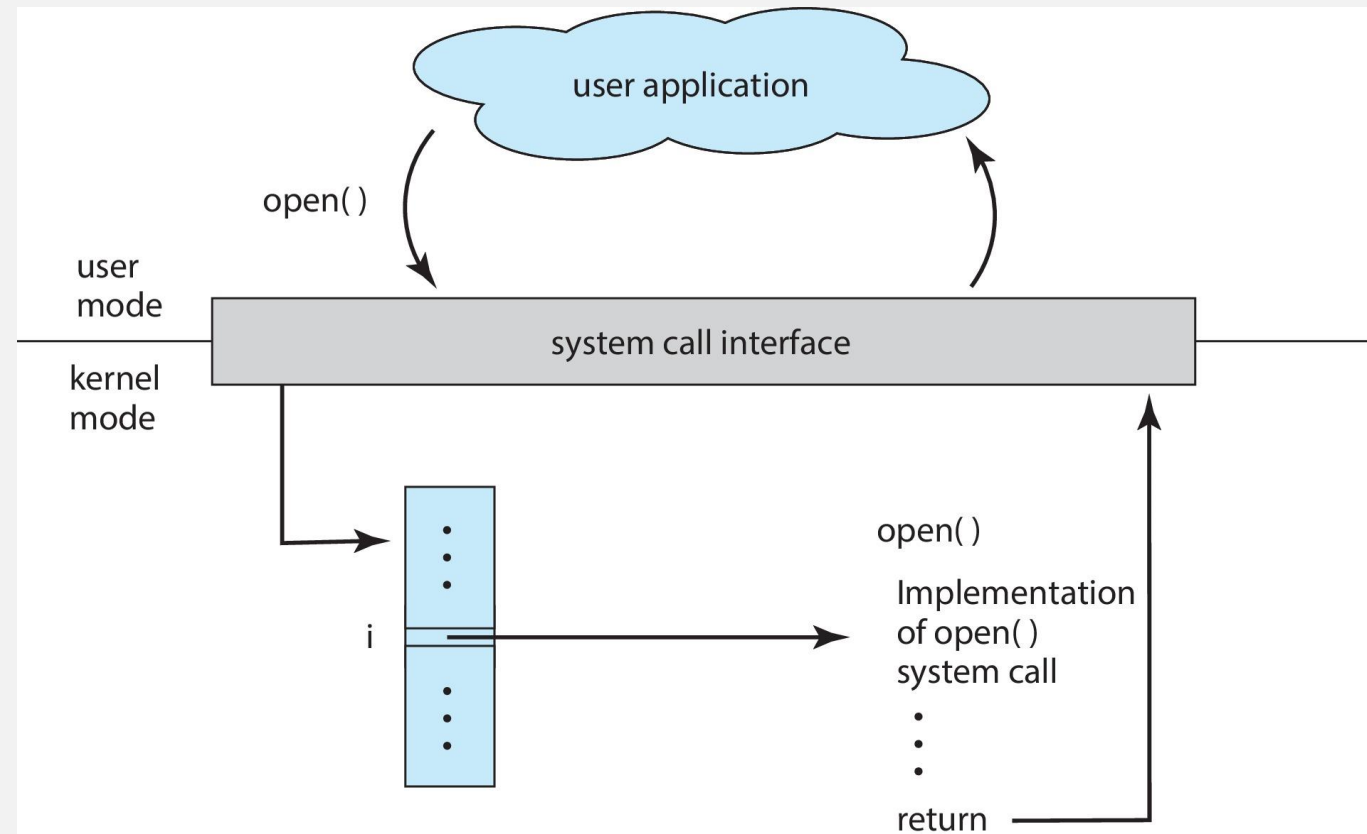 user application
open( )
user
mode
system call interface
kernel
mode
open( )
Implementation
i
of open( )
system call
return